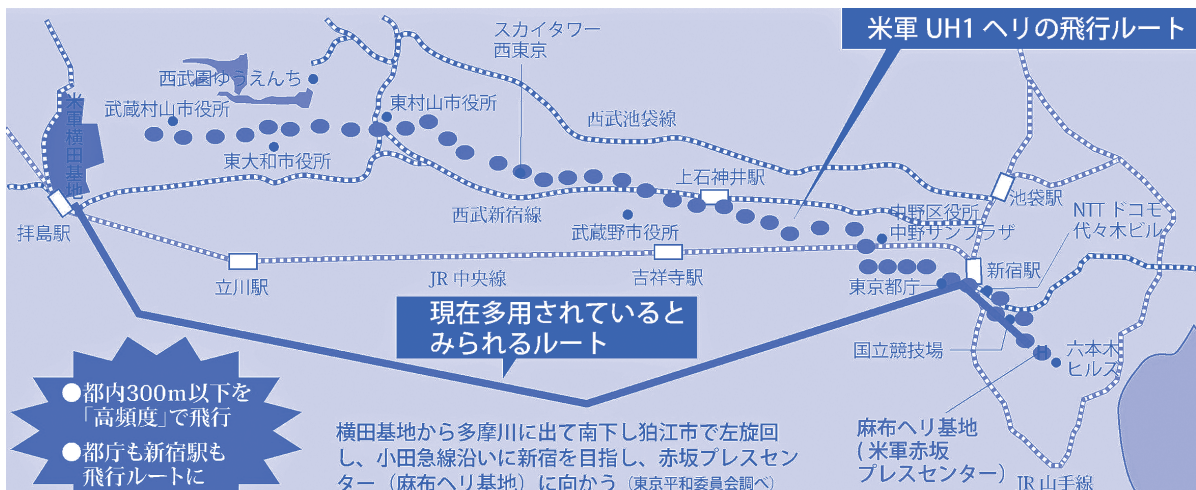 米軍UH1ヘリの飛行ルート
スカイタワー
西東京
西武園ゆうえんち
武蔵村山市役所
東村山市役所
米軍横田基地
東大和市役所
西武池袋線
上石神井駅
池袋駅
西武新宿線
武蔵野市役所
中野区役所
中野サンプラザ
NTTドコモ
代々木ビル
拝島駅
立川駅
JR中央線
吉祥寺駅
新宿駅
東京都庁
現在多用されていると
みられるルート
国立競技場
H
六本木
ヒルズ
●都内300m以下を
「高頻度」で飛行
●都庁も新宿駅も
飛行ルートに
横田基地から多摩川に出て南下し狛江市で左旋回
し、小田急線沿いに新宿を目指し、赤坂プレスセン
ター（麻布ヘリ基地）に向かう（東京平和委員会調べ）
麻布ヘリ基地
(米軍赤坂
プレスセンター)
JR山手線